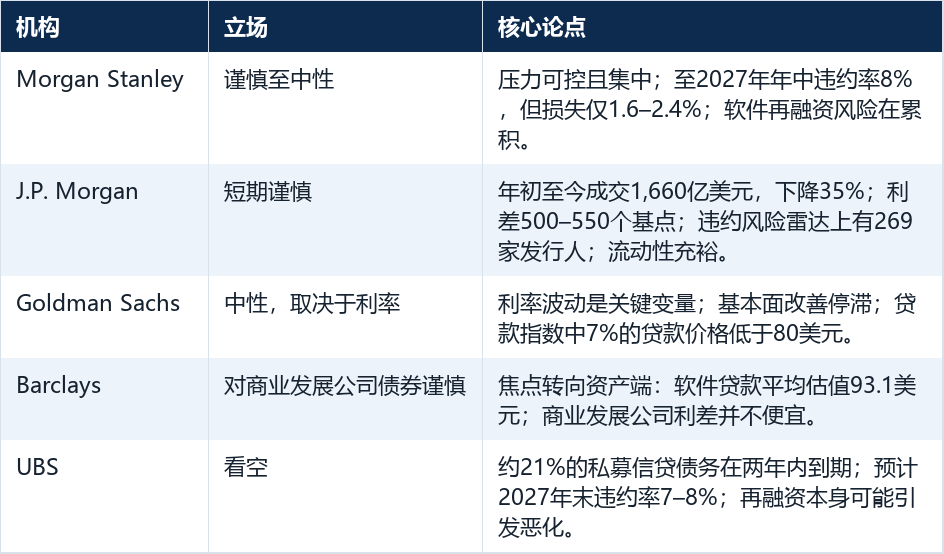 机构 立场 核心论点
Morgan Stanley 谨慎至中性 压力可控且集中；至2027年年中违约率8%
，但损失仅1.6–2.4%；软件再融资风险在累
积。
J.P. Morgan 短期谨慎 年初至今成交1,660亿美元，下降35%；利
差500–550个基点；违约风险雷达上有269
家发行人；流动性充裕。
Goldman Sachs 中性，取决于利率 利率波动是关键变量；基本面改善停滞；贷
款指数中7%的贷款价格低于80美元。
Barclays 对商业发展公司债券谨慎 焦点转向资产端：软件贷款平均估值93.1美
元；商业发展公司利差并不便宜。
UBS 看空 约21%的私募信贷债务在两年内到期；预计
2027年末违约率7–8%；再融资本身可能引
发恶化。